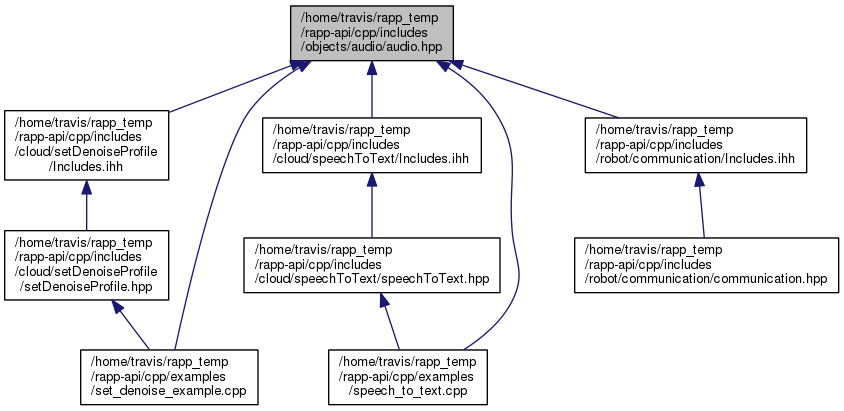 /home/travis/rapp_temp
/rapp-api/cpp/includes
/objects/audio/audio.hpp
/home/travis/rapp_temp
/rapp-api/cpp/includes
/cloud/setDenoiseProfile
/Includes.ihh
/home/travis/rapp_temp
/rapp-api/cpp/includes
/cloud/speechToText/Includes.ihh
/home/travis/rapp_temp
/rapp-api/cpp/includes
/robot/communication/Includes.ihh
/home/travis/rapp_temp
/rapp-api/cpp/includes
/cloud/setDenoiseProfile
/setDenoiseProfile.hpp
/home/travis/rapp_temp
/rapp-api/cpp/includes
/cloud/speechToText/speechToText.hpp
/home/travis/rapp_temp
/rapp-api/cpp/includes
/robot/communication/communication.hpp
/home/travis/rapp_temp
/rapp-api/cpp/examples
/set_denoise_example.cpp
/home/travis/rapp_temp
/rapp-api/cpp/examples
/speech_to_text.cpp